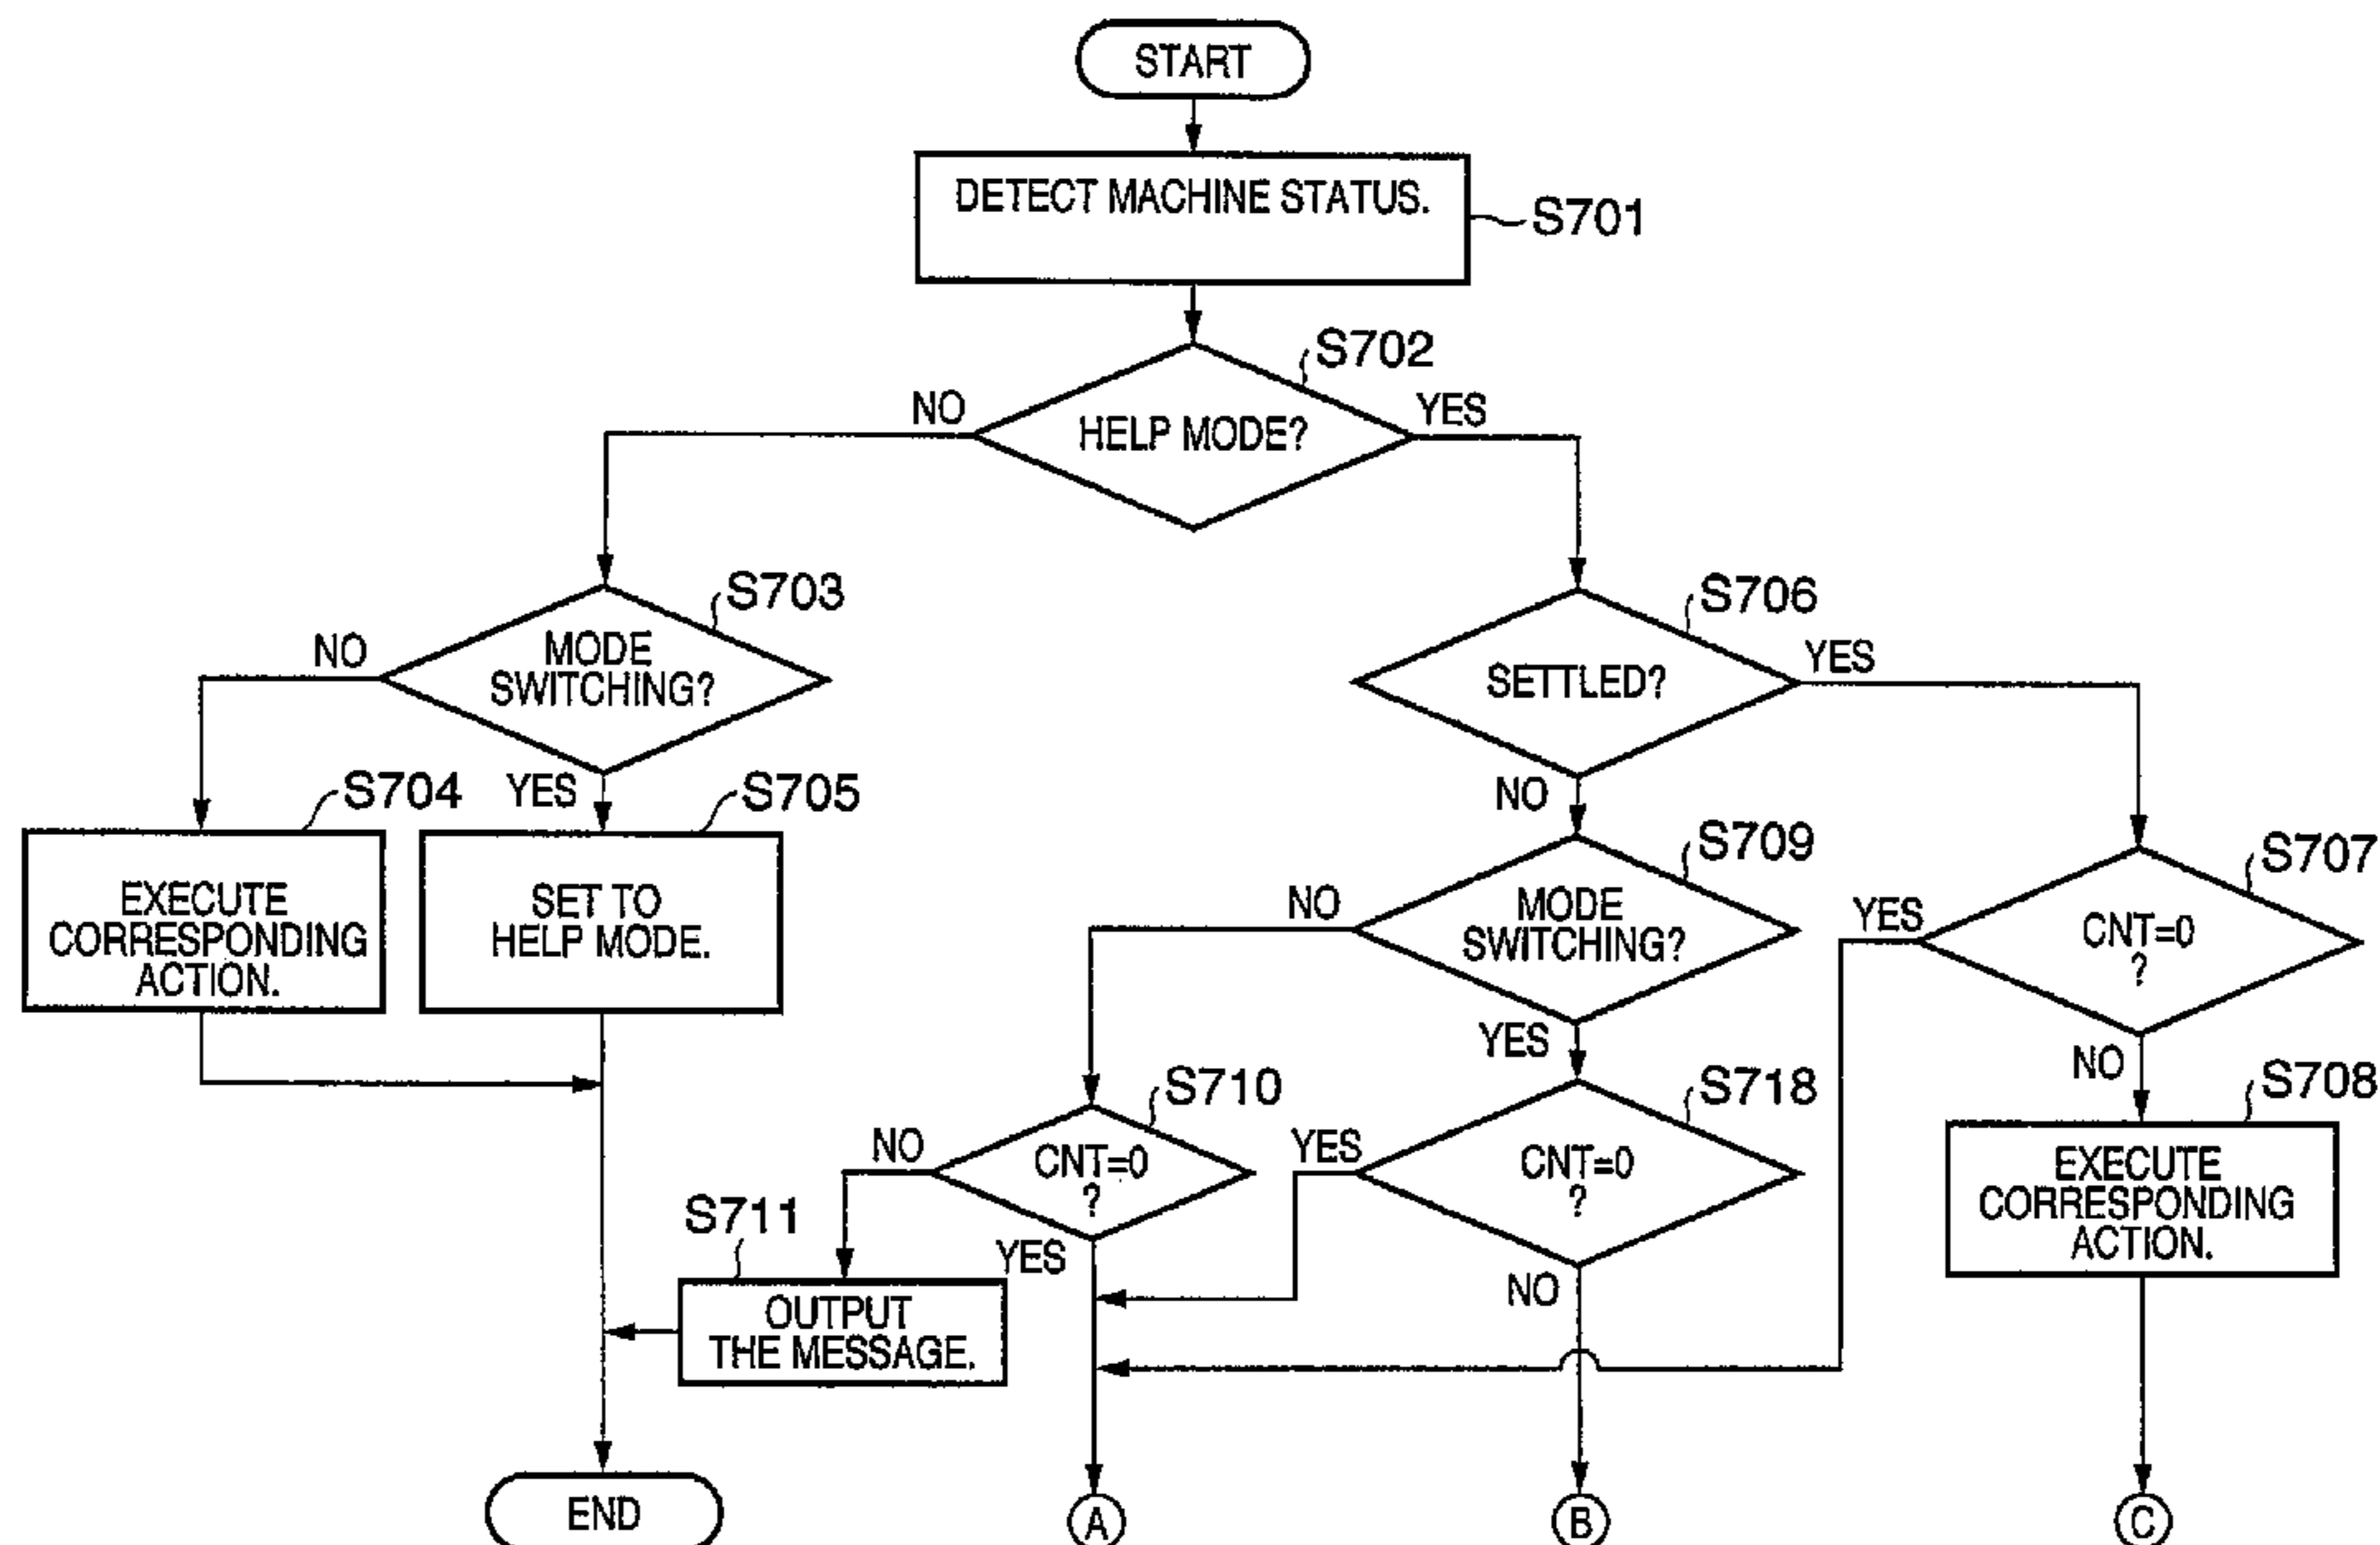 START
DETECT MACHINE STATUS.
S701
S702
NO
HELP MODE?
YES
S703
NO
MODE
SWITCHING?
YES
S706
SETTLED?
YES
NO
S704
EXECUTE
CORRESPONDING
ACTION.
S705
SET TO
HELP MODE.
S709
NO
MODE
SWITCHING?
YES
S707
YES
CNT=0
?
NO
S710
NO
CNT=0
?
YES
S718
YES
CNT=0
?
NO
S708
EXECUTE
CORRESPONDING
ACTION.
S711
OUTPUT
THE MESSAGE.
END
A
B
C